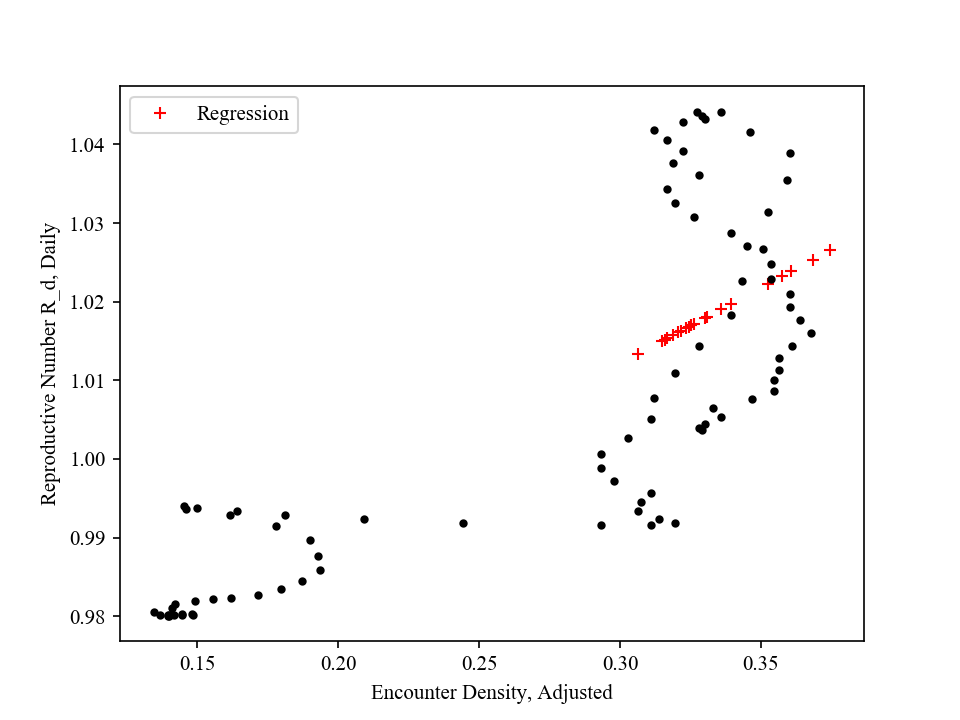 Regression
1.04
1.03
1.02
1.01
1.00
0.99
0.98
Reproductive Number R_d, Daily
0.15 0.20 0.25 0.30 0.35
Encounter Density, Adjusted